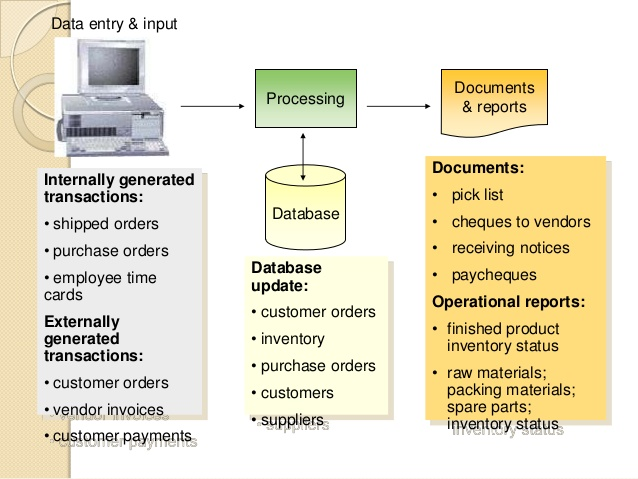 Data entry & input
Processing
Documents
& reports
Database
Internally generated
transactions:
• shipped orders
• purchase orders
• employee time
cards
Externally
generated
transactions:
• customer orders
• vendor invoices
• customer payments
Database
update:
• customer orders
• inventory
• purchase orders
• customers
• suppliers
Documents:
• pick list
• cheques to vendors
• receiving notices
• paycheques
Operational reports:
• finished product
inventory status
• raw materials;
packing materials;
spare parts;
inventory status